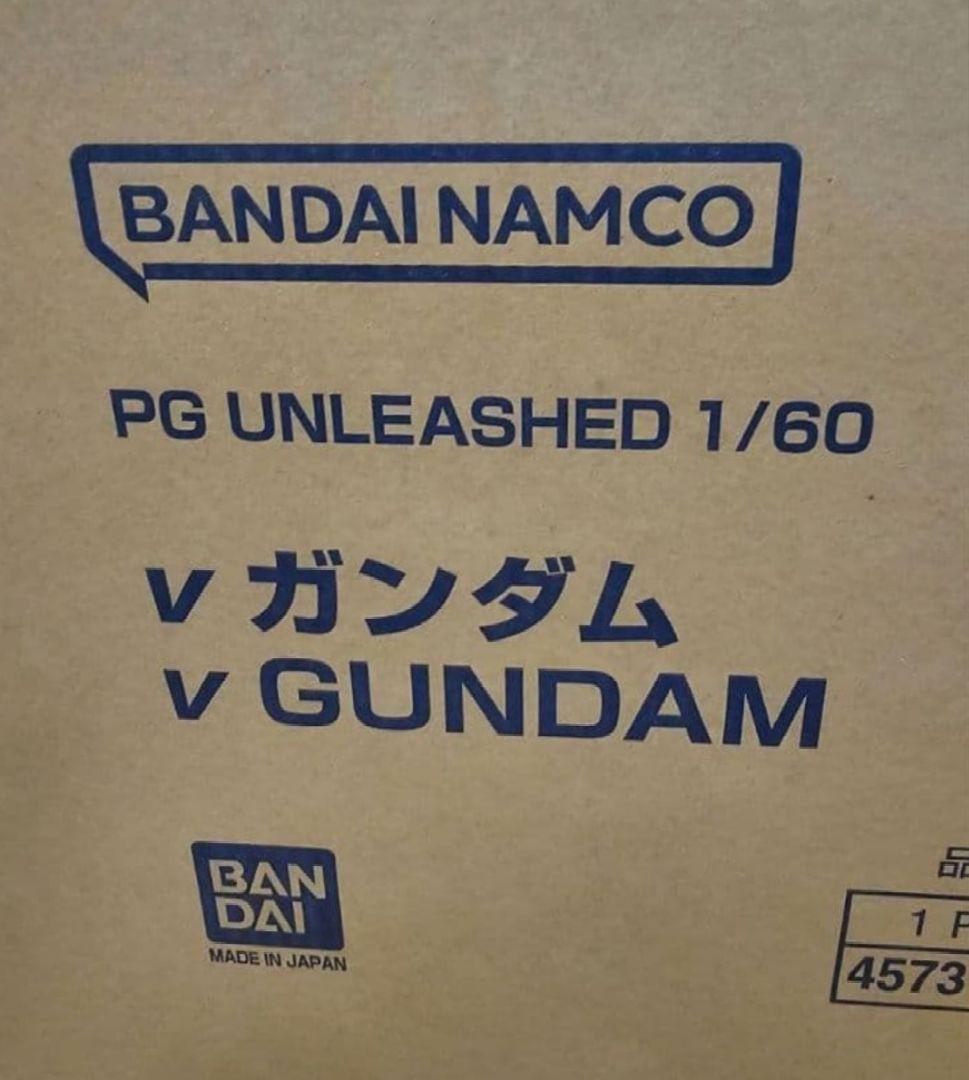 BANDAI NAMCO
PG UNLEASHED 1/60
ν ガンダム
ν GUNDAM
BAN
DAI
MADE IN JAPAN
品
1 P
4573